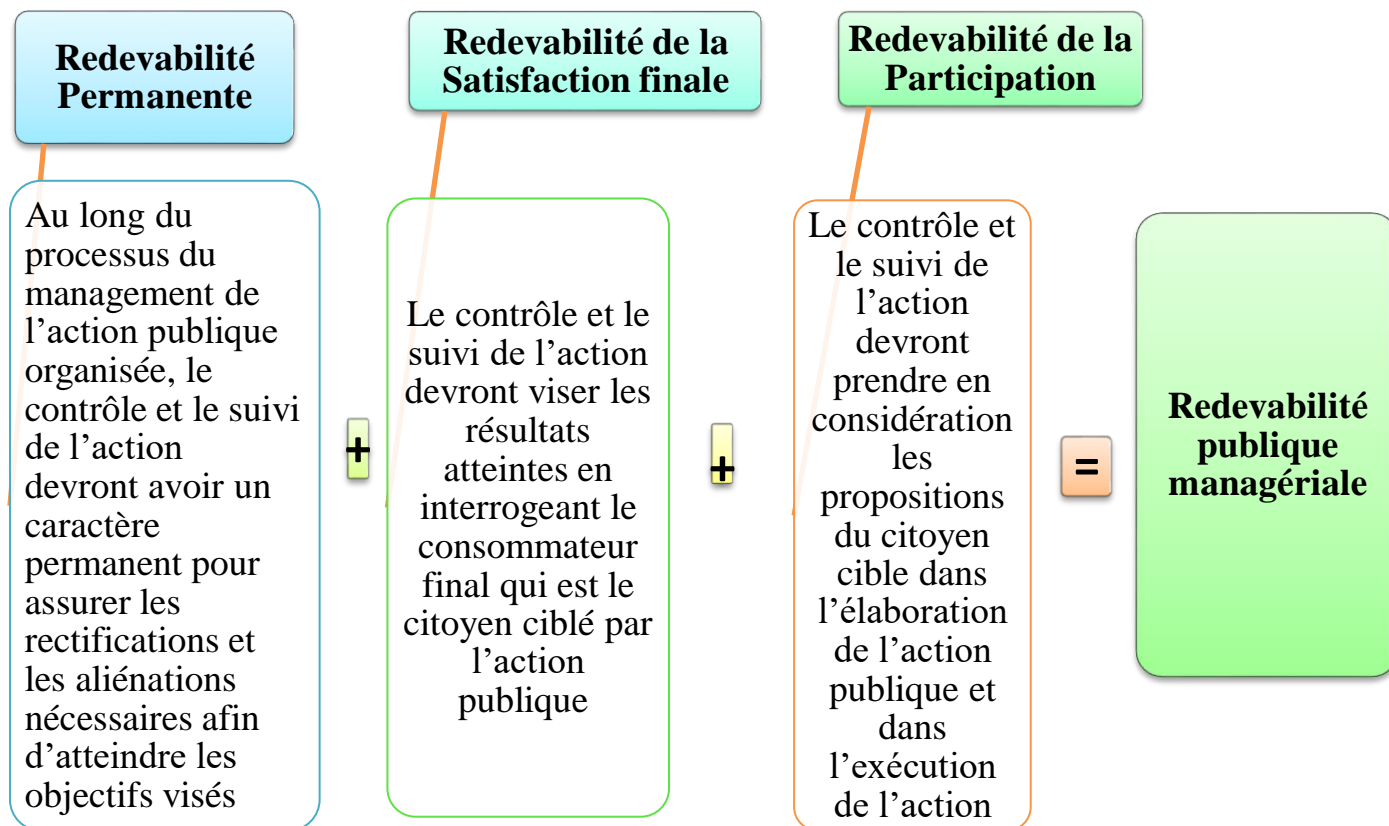 Redevabilité
Permanente
Redevabilité de la
Satisfaction finale
Redevabilité de la
Participation
Au long du
processus du
management de
l’action publique
organisée, le
contrôle et le suivi
de l’action
devront avoir un
caractère
permanent pour
assurer les
rectifications et
les aliénations
nécessaires afin
d’atteindre les
objectifs visés
+
Le contrôle et le
suivi de l’action
devront viser les
résultats
atteintes en
interrogeant le
consommateur
final qui est le
citoyen ciblé par
l’action
publique
+
Le contrôle et
le suivi de
l’action
devront
prendre en
considération
les
propositions
du citoyen
cible dans
l’élaboration
de l’action
publique et
dans
l’exécution
de l’action
=
Redevabilité
publique
managériale